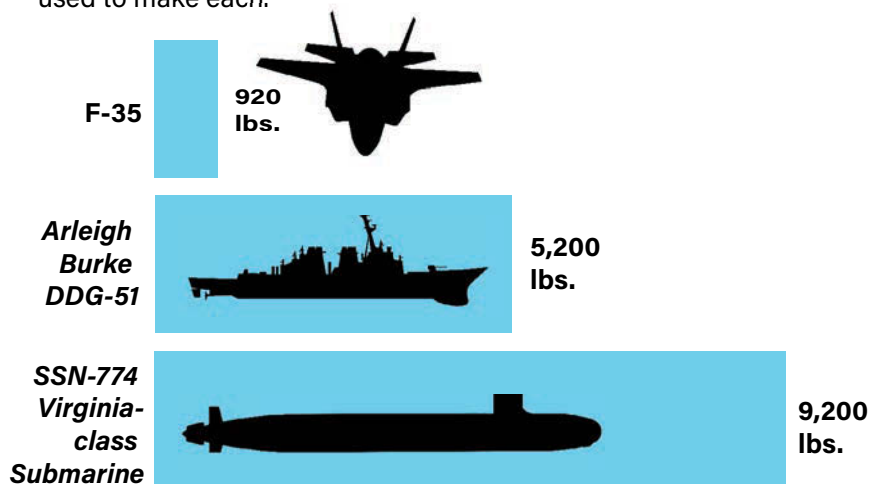 used to make each.
F-35
920
lbs.
Arleigh
Burke
DDG-51
5,200
lbs.
SSN-774
Virginia-
class
Submarine
9,200
lbs.